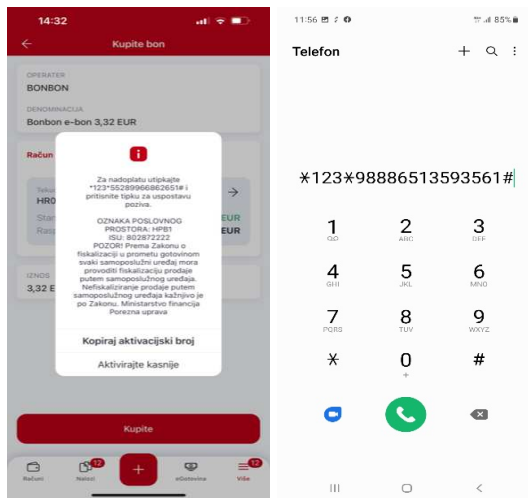 14:32
Kupite bon
OPERATER
BONBON
DENOMINACIJA
Bonbon e-bon 3,32 EUR
Račun
Za nadoplatu utipkajte
*123*55289966862651# i
pritisnite tipku za uspostavu
poziva.
OZNAKA POSLOVNOG
PROSTORA: HPB1
ISU: 802872222
POZOR! Prema Zakonu o
fiskalizaciji u prometu gotovinom
svaki samoposlužni uređaj mora
provoditi fiskalizaciju prodaje
putem samoposlužnog uređaja.
Nefiskaliziranje prodaje putem
samoposlužnog uređaja kažnjivo je
po Zakonu. Ministarstvo financija
Porezna uprava
HR0
EUR
EUR
IZNOS
3,32 E
Kopiraj aktivacijski broj
Aktivirajte kasnije
Kupite
Računi
Nalozi
12
+
eGotovina
Više
12
11:56
85%
Telefon
*123*98886513593561#
1
2 ABC
3 DEF
4 GHI
5 JKL
6 MNO
7 PQRS
8 TUV
9 WXYZ
*
0 +
#